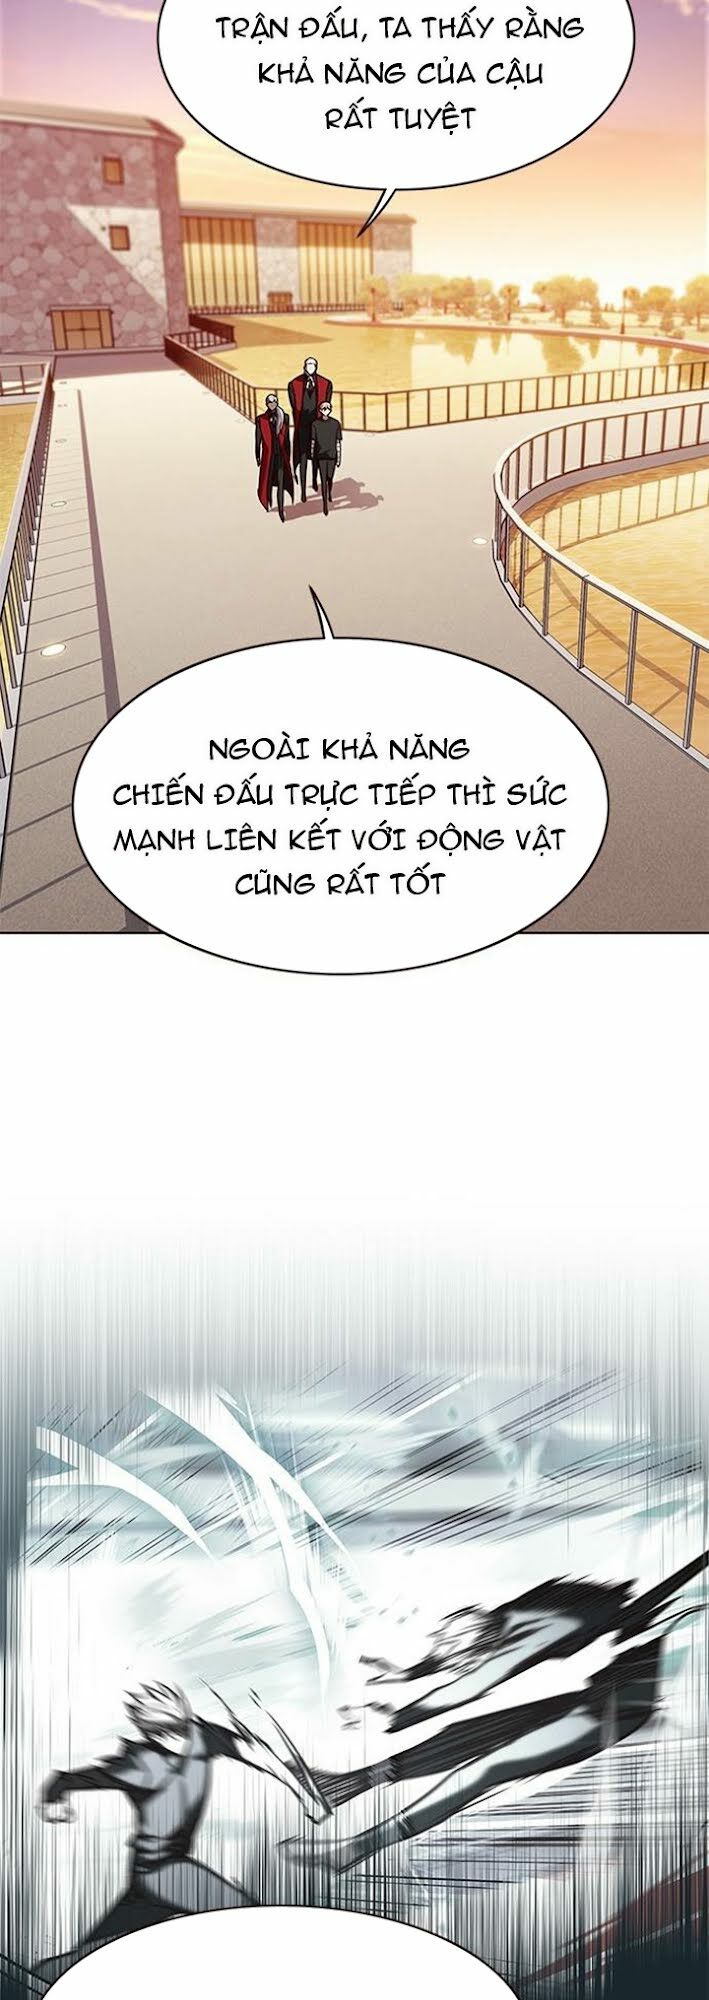 TRẬN ĐẤU, TA THẤY RẰNG
KHẢ NĂNG CỦA CẬU
RẤT TUYỆT
NGOÀI KHẢ NĂNG
CHIẾN ĐẤU TRỰC TIẾP THÌ SỨC
MẠNH LIÊN KẾT VỚI ĐỘNG VẬT
CŨNG RẤT TỐT